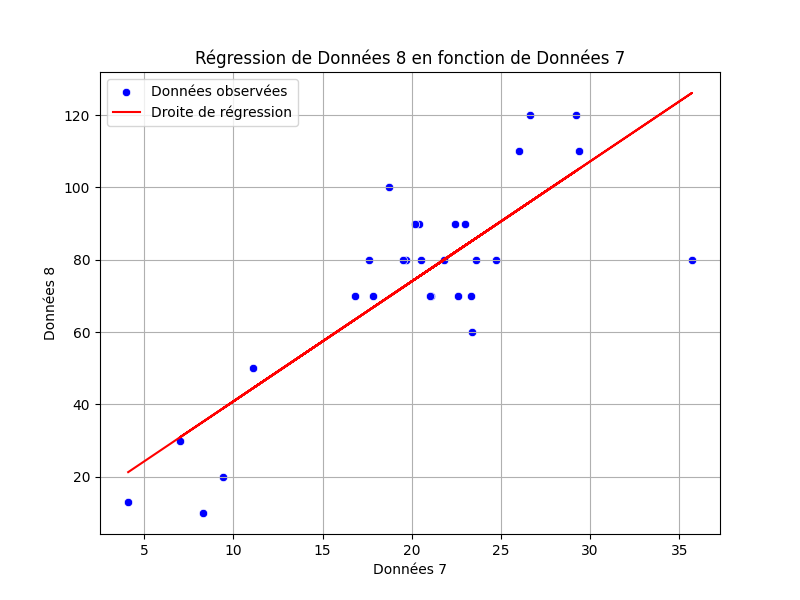 Régression de Données 8 en fonction de Données 7
Données observées
Droite de régression
120
100
80
60
40
20
Données 8
5
10
15
20
25
30
35
Données 7